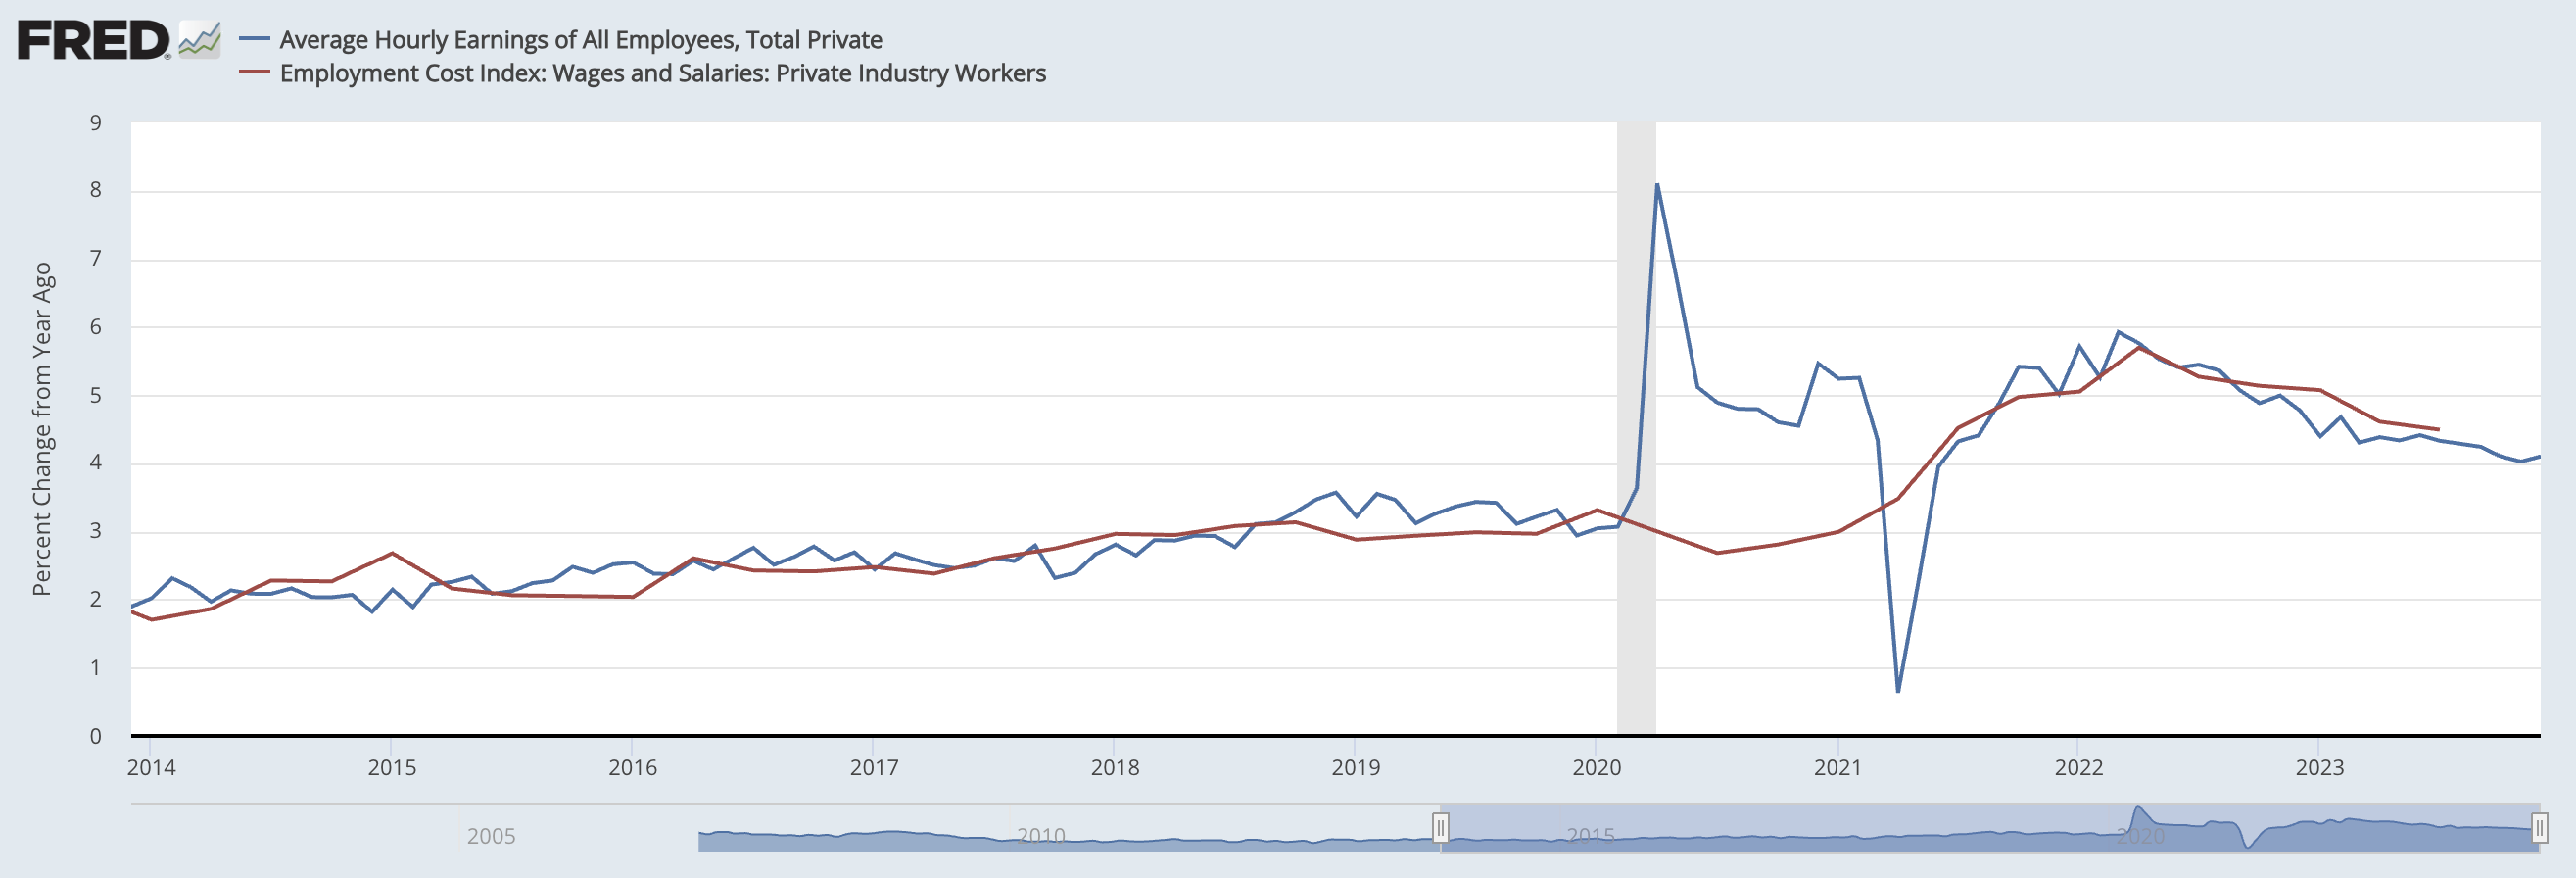 FRED
Average Hourly Earnings of All Employees, Total Private
Employment Cost Index: Wages and Salaries: Private Industry Workers
Percent Change from Year Ago
9
8
7
6
5
4
3
2
1
0
2014 2015 2016 2017 2018 2019 2020 2021 2022 2023
2005 2010 2015 2020